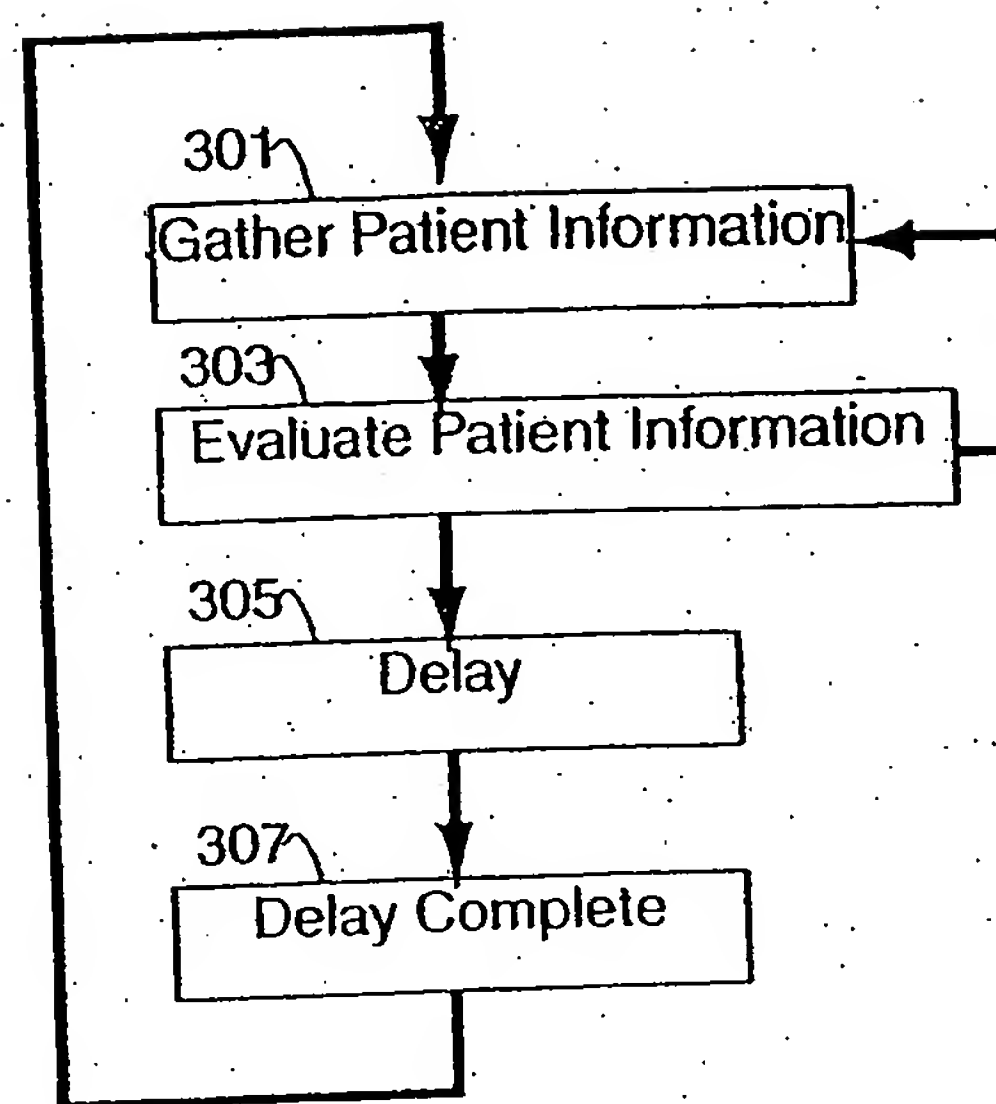 301
Gather Patient Information
303
Evaluate Patient Information
305
Delay
307
Delay Complete